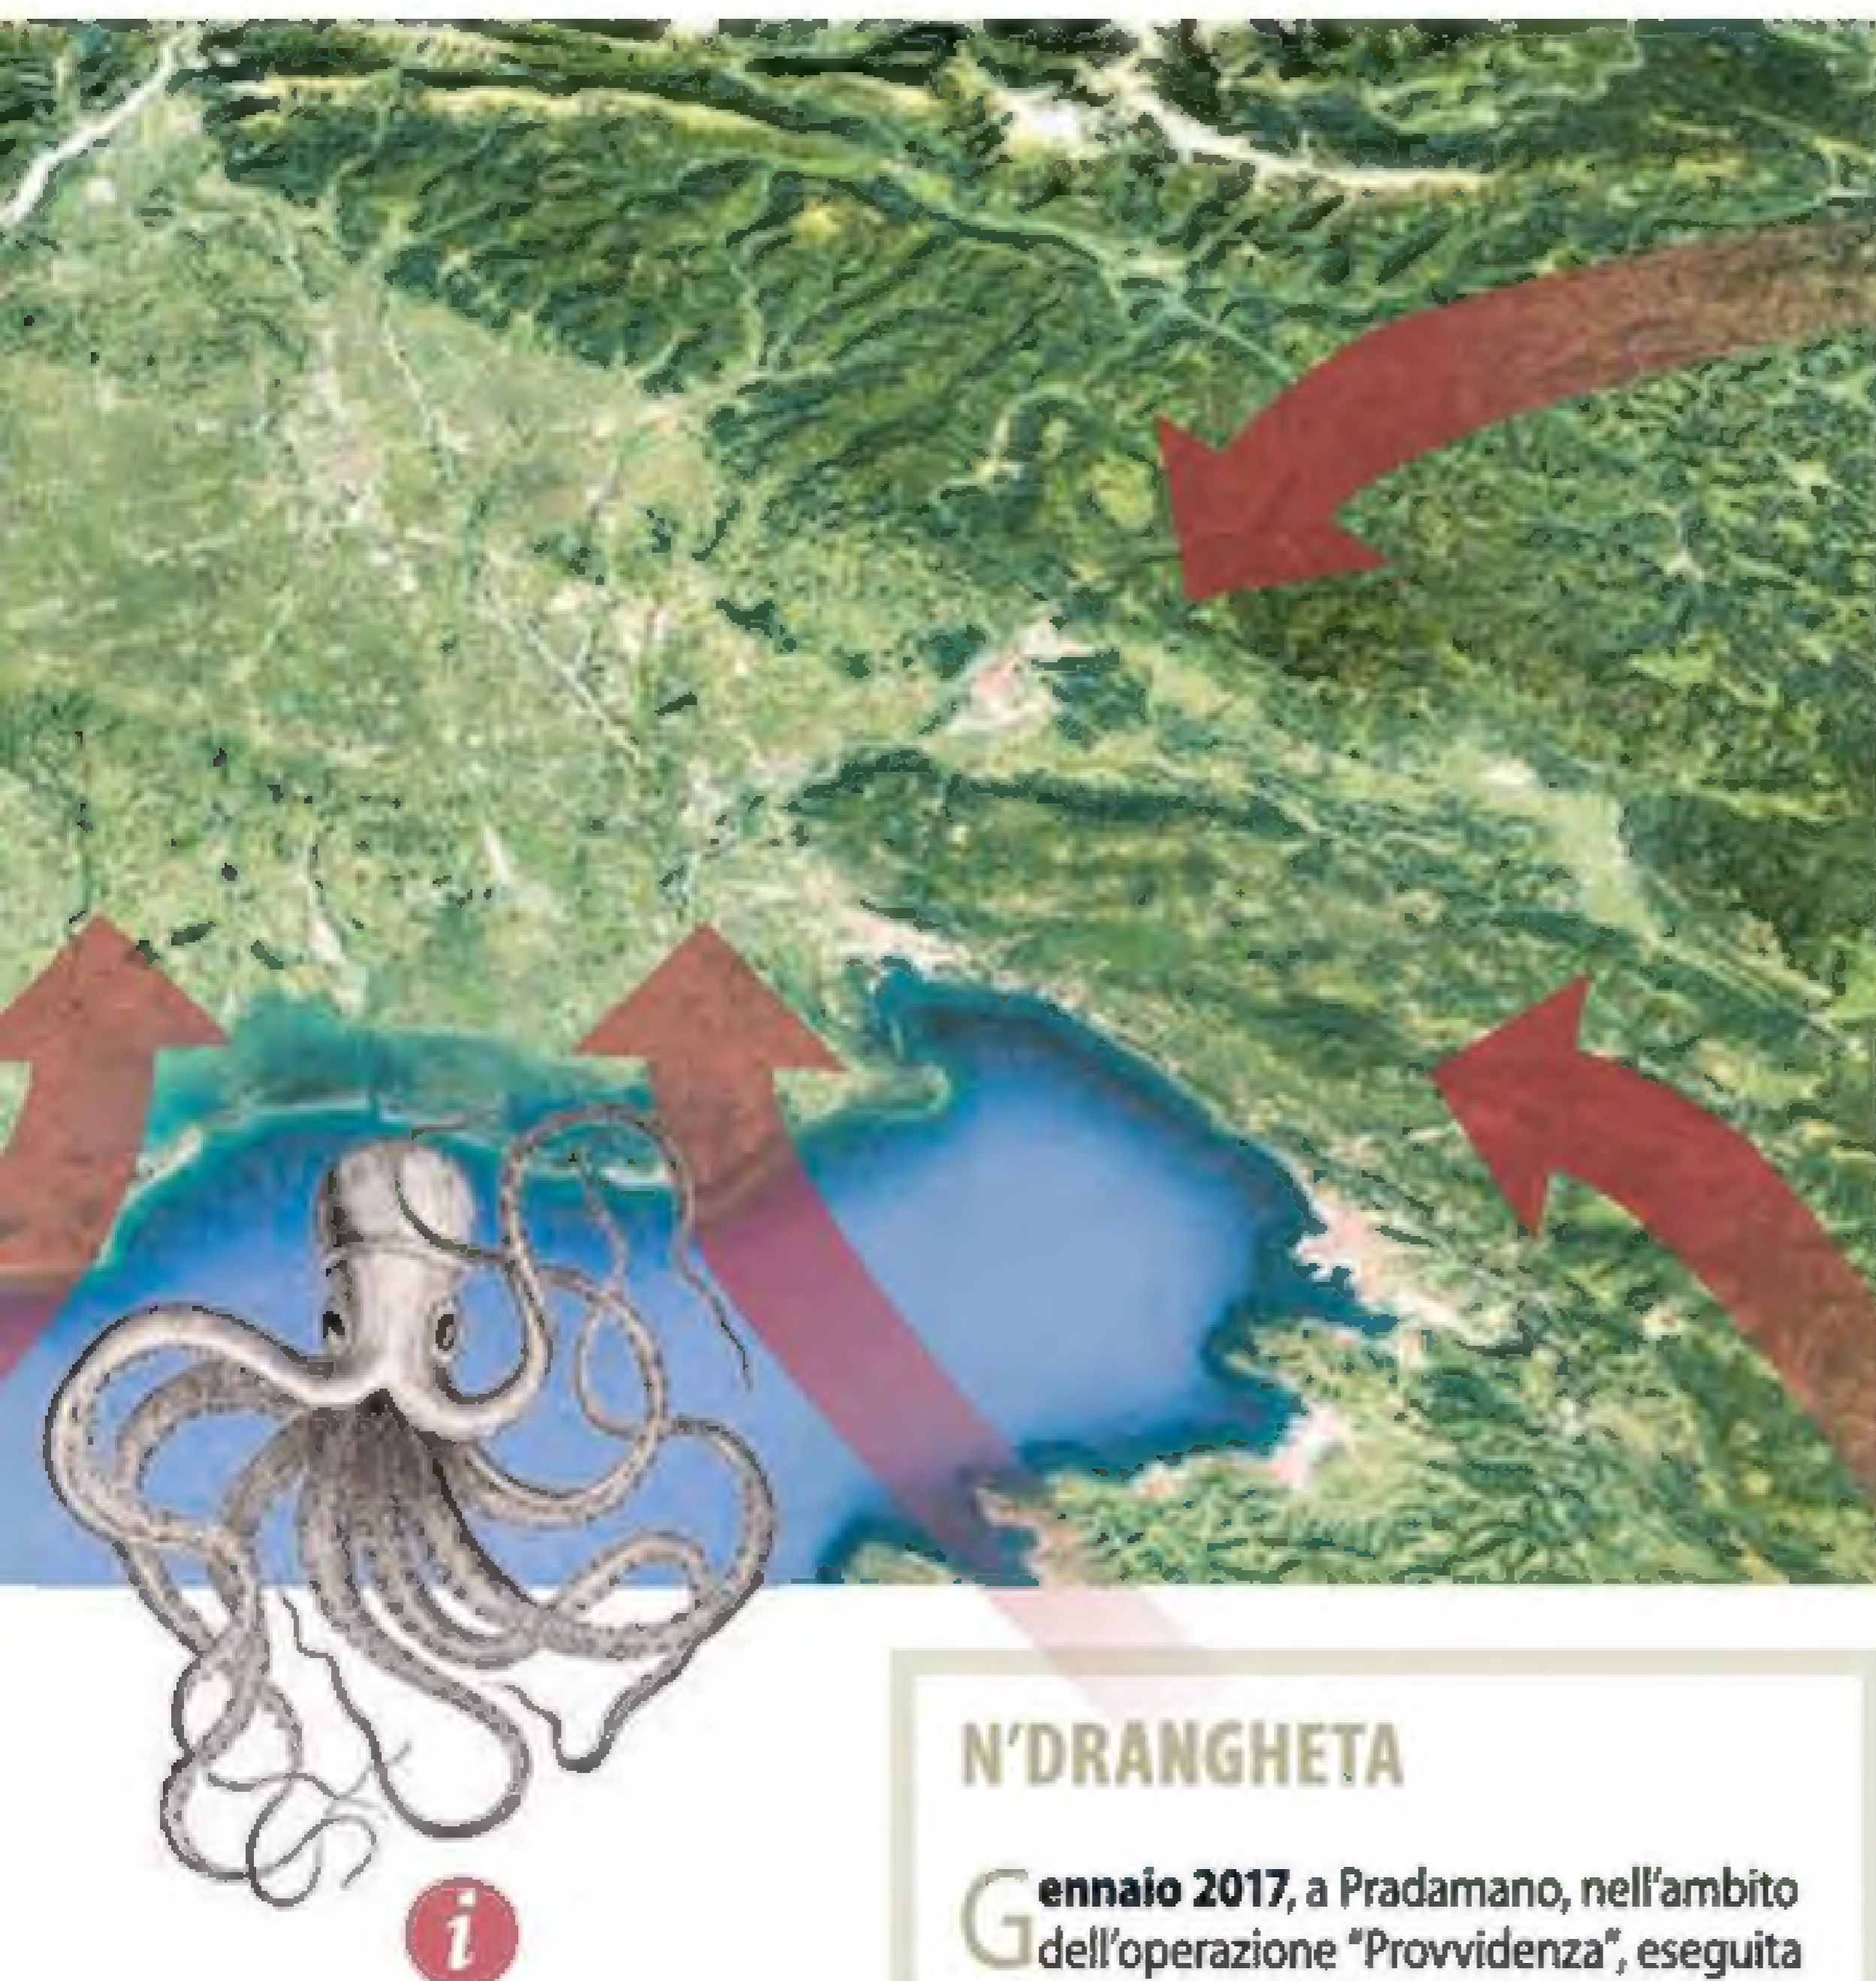 i
N'DRANGHETA
Gennaio 2017, a Pradamano, nell'ambito
dell'operazione "Provvidenza", eseguita